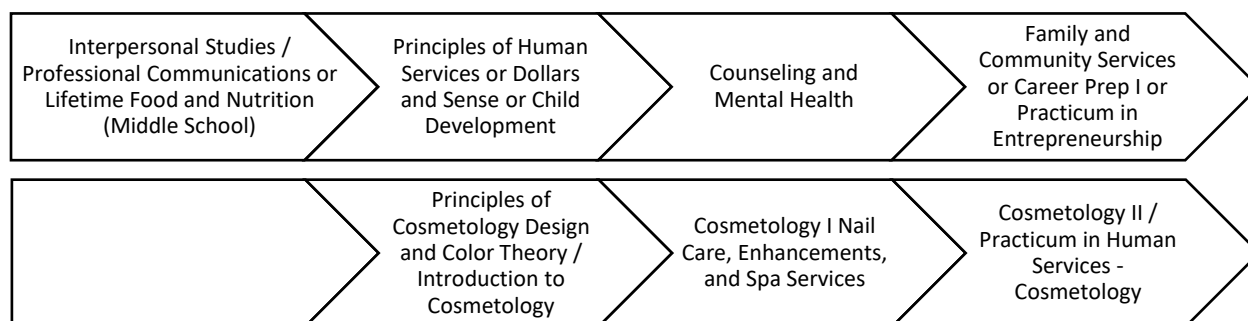 Interpersonal Studies /
Professional Communications or
Lifetime Food and Nutrition
(Middle School)
Principles of Human
Services or Dollars
and Sense or Child
Development
Counseling and
Mental Health
Family and
Community Services
or Career Prep I or
Practicum in
Entrepreneurship
Principles of
Cosmetology Design
and Color Theory /
Introduction to
Cosmetology
Cosmetology I Nail
Care, Enhancements,
and Spa Services
Cosmetology II /
Practicum in Human
Services -
Cosmetology